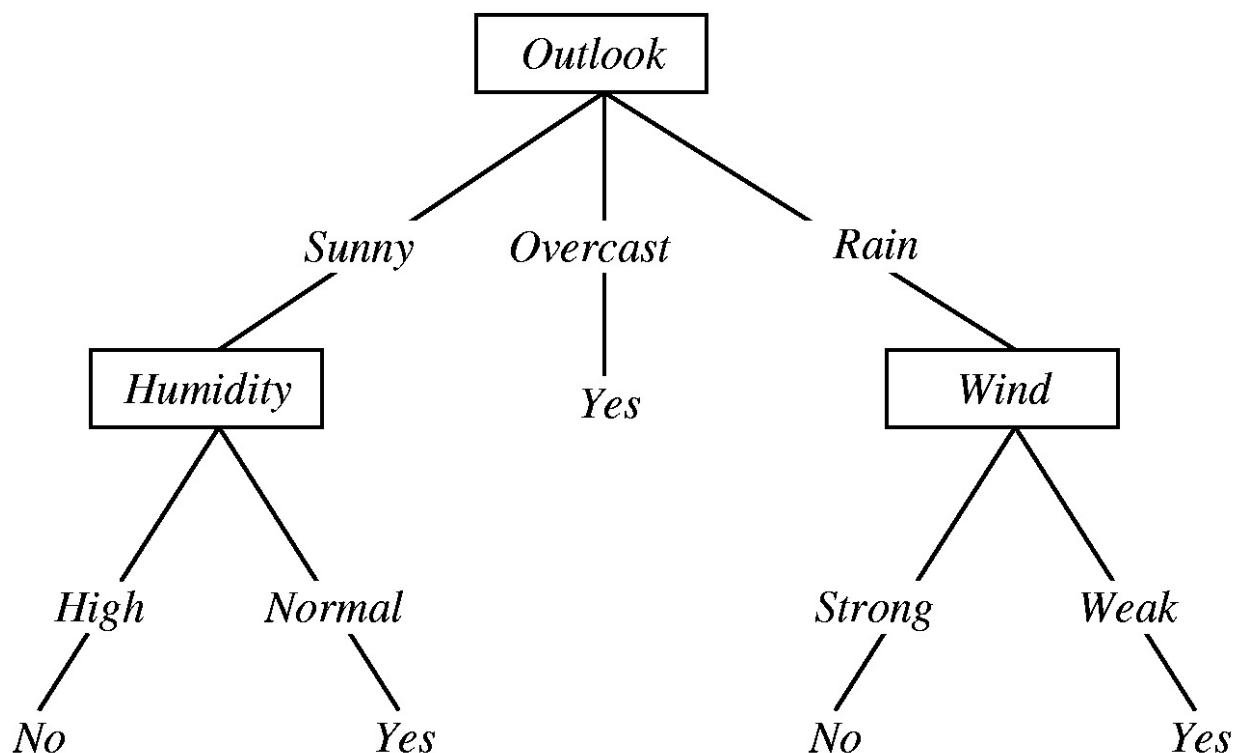 Outlook
Sunny Overcast Rain
Humidity Yes Wind
High Normal Strong Weak
No Yes No Yes